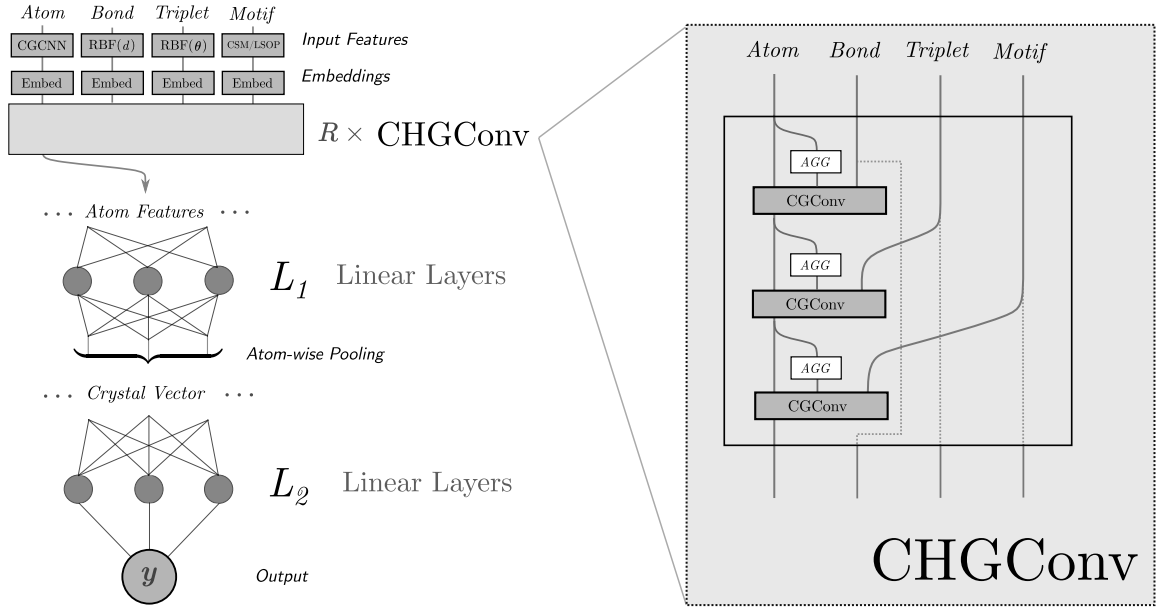 Atom Bond Triplet Motif
CGCNN RBF(d) RBF(θ) CSM/LSOP Input Features
Embed Embed Embed Embed Embeddings
R × CHGConv
··· Atom Features ···
L1 Linear Layers
Atom-wise Pooling
··· Crystal Vector ···
L2 Linear Layers
y Output
Atom Bond Triplet Motif
AGG
CGConv
AGG
CGConv
AGG
CGConv
CHGConv